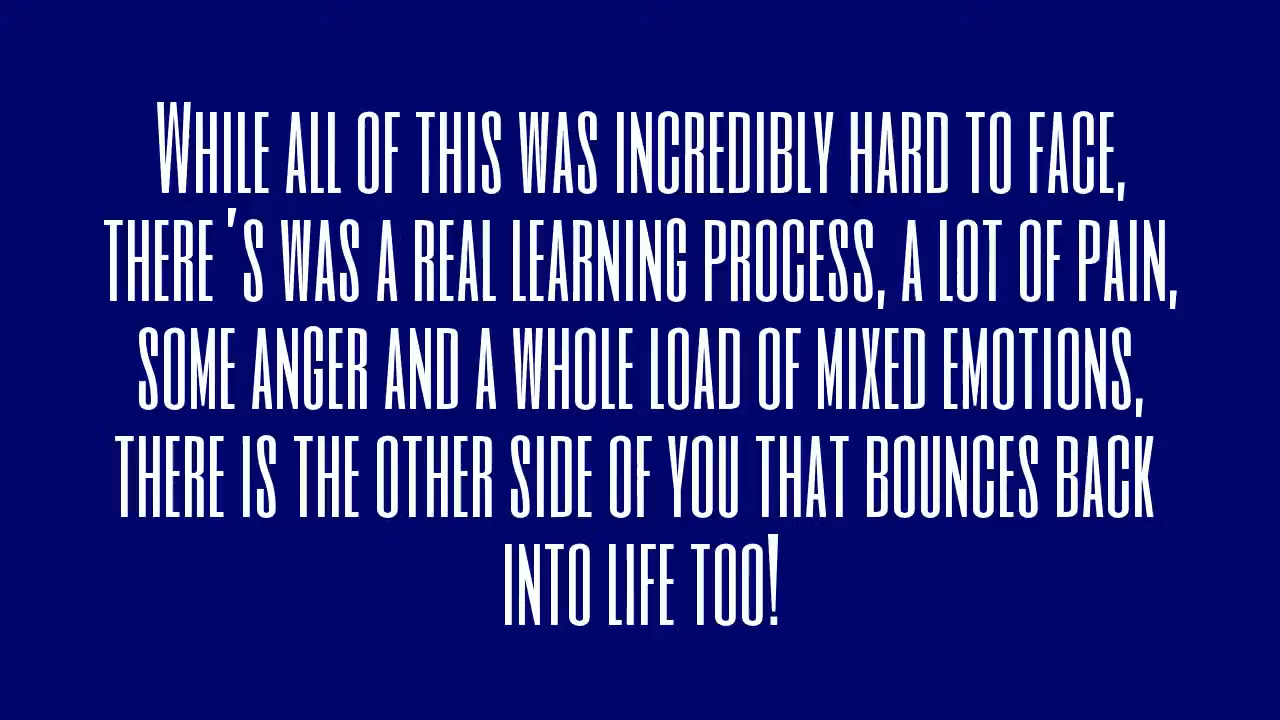 While all of this was incredibly hard to face,
there's was a real learning process, a lot of pain,
some anger and a whole load of mixed emotions,
there is the other side of you that bounces back
into life too!